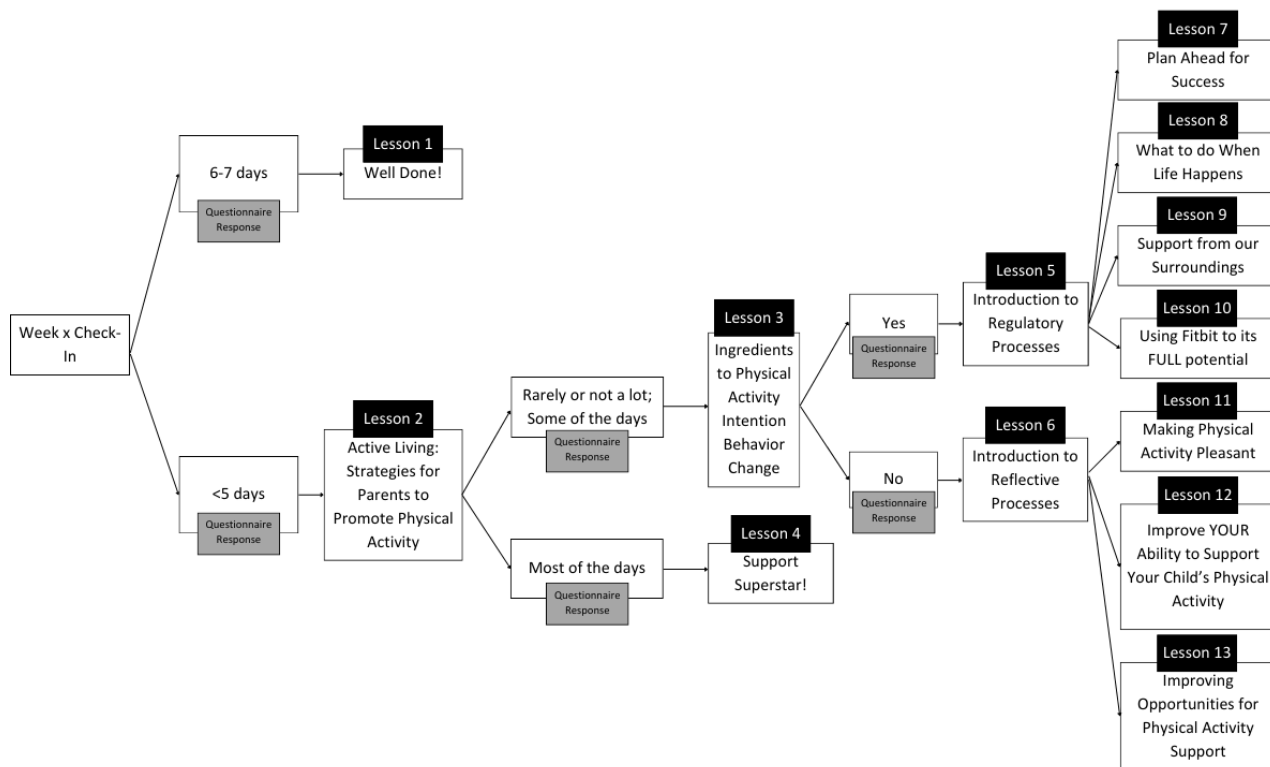 Week x Check-
In
6-7 days
Questionnaire
Response
Lesson 1
Well Done!
<5 days
Questionnaire
Response
Lesson 2
Active Living:
Strategies for
Parents to
Promote Physical
Activity
Rarely or not a lot;
Some of the days
Questionnaire
Response
Most of the days
Questionnaire
Response
Lesson 3
Ingredients
to Physical
Activity
Intention
Behavior
Change
Lesson 4
Support
Superstar!
Yes
Questionnaire
Response
No
Questionnaire
Response
Lesson 5
Introduction to
Regulatory
Processes
Lesson 6
Introduction to
Reflective
Processes
Lesson 7
Plan Ahead for
Success
Lesson 8
What to do When
Life Happens
Lesson 9
Support from our
Surroundings
Lesson 10
Using Fitbit to its
FULL potential
Lesson 11
Making Physical
Activity Pleasant
Lesson 12
Improve YOUR
Ability to Support
Your Child's Physical
Activity
Lesson 13
Improving
Opportunities for
Physical Activity
Support